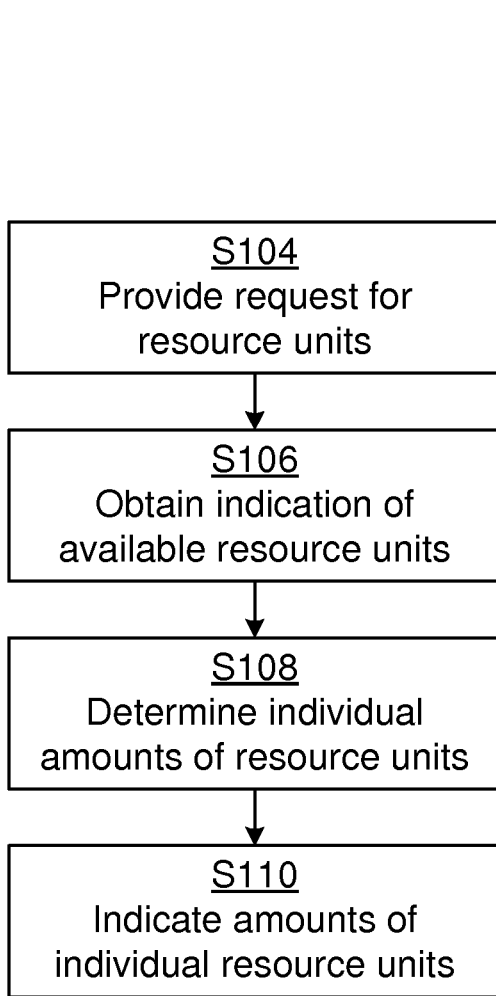 S104
Provide request for
resource units
S106
Obtain indication of
available resource units
S108
Determine individual
amounts of resource units
S110
Indicate amounts of
individual resource units